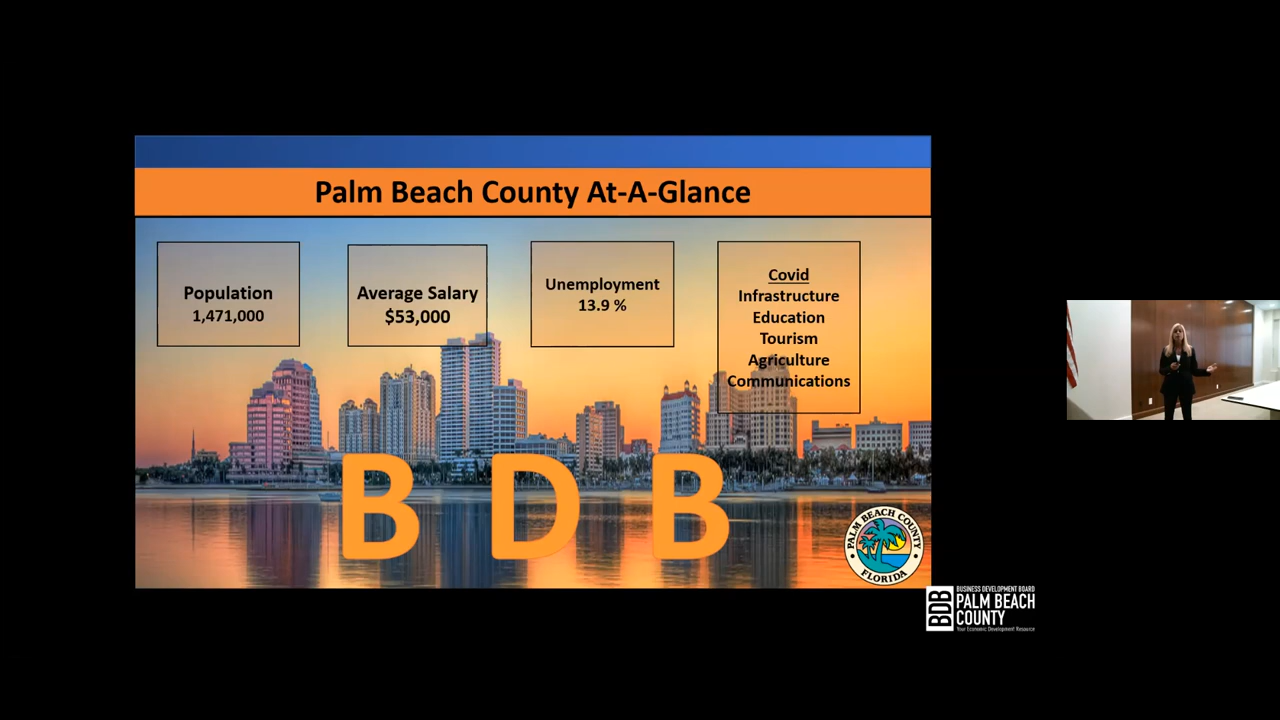 Palm Beach County At-A-Glance
Population
1,471,000
Average Salary
$53,000
Unemployment
13.9 %
Covid
Infrastructure
Education
Tourism
Agriculture
Communications
B D B
PALM BEACH COUNTY
FLORIDA
BDB
BUSINESS DEVELOPMENT BOARD
PALM BEACH
COUNTY
Your Economic Development Resource